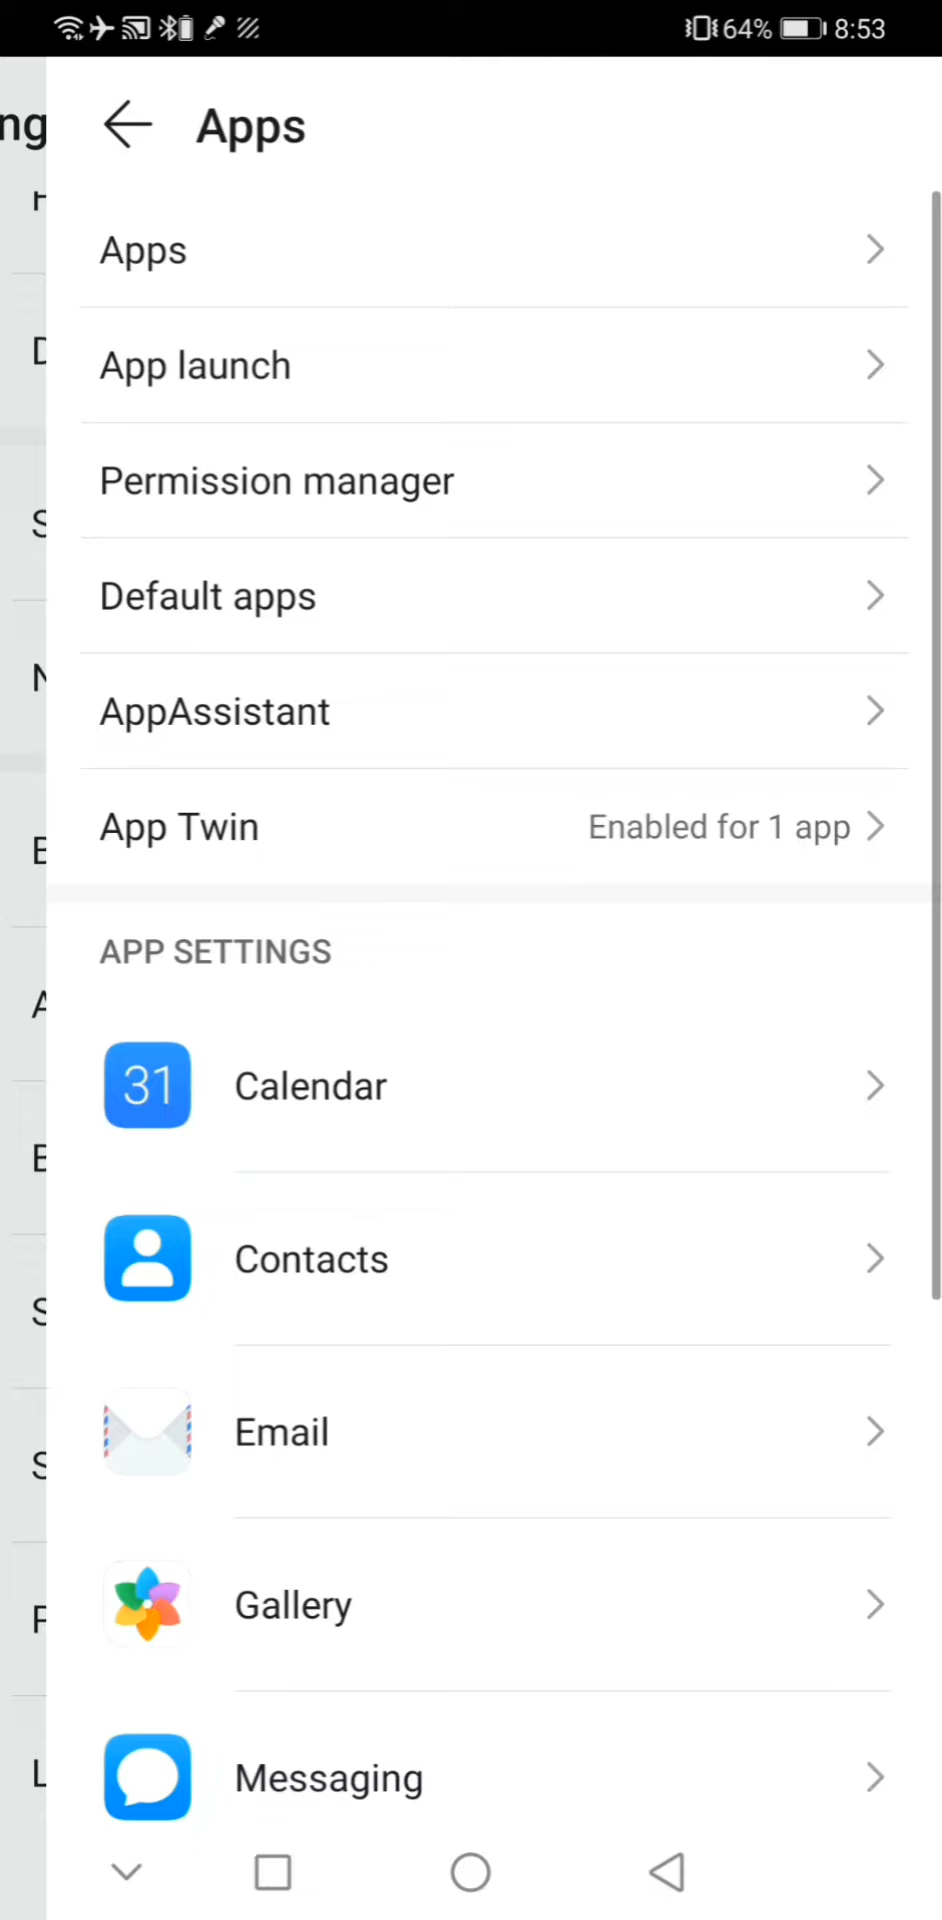 64% 8:53
ng
Apps
Apps
App launch
Permission manager
Default apps
AppAssistant
App Twin Enabled for 1 app
APP SETTINGS
31 Calendar
Contacts
Email
Gallery
Messaging